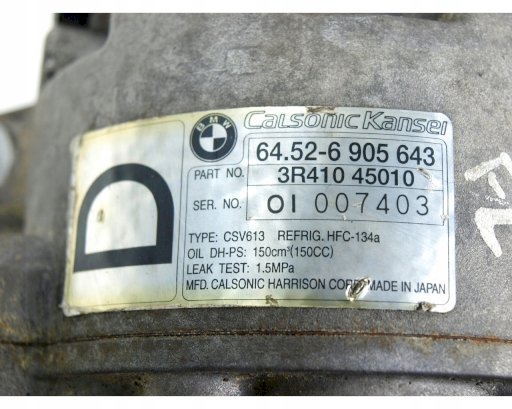 BMW
Calsonic Kansei
64.52-6 905 643
PART NO. 3R410 45010
SER. NO. 01 007403
D
TYPE: CSV613 REFRIG. HFC-134a
OIL DH-PS: 150cm³(150CC)
LEAK TEST: 1.5MPa
MFD. CALSONIC HARRISON CORP. MADE IN JAPAN